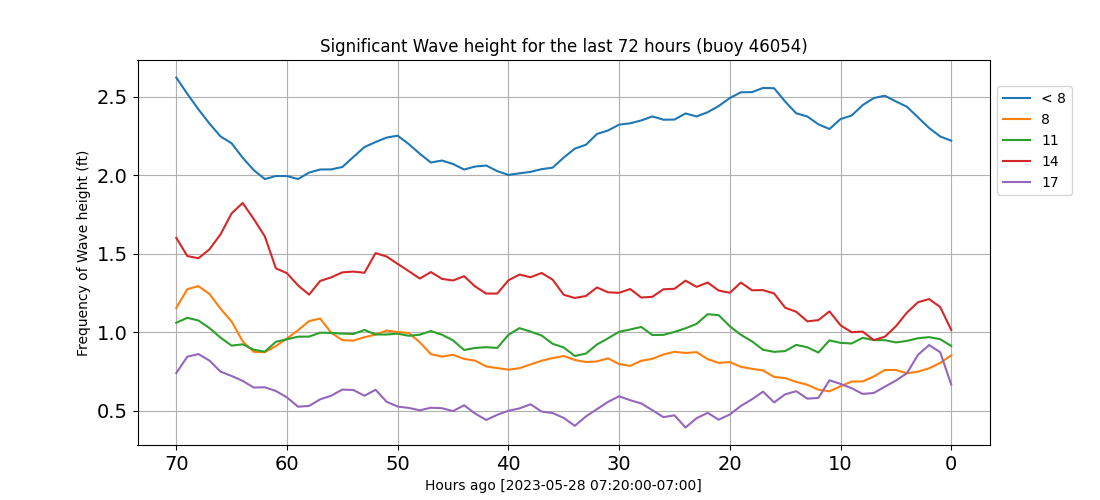 Significant Wave height for the last 72 hours (buoy 46054)
Frequency of Wave height (ft)
2.5
2.0
1.5
1.0
0.5
70 60 50 40 30 20 10 0
Hours ago [2023-05-28 07:20:00-07:00]
< 8
8
11
14
17